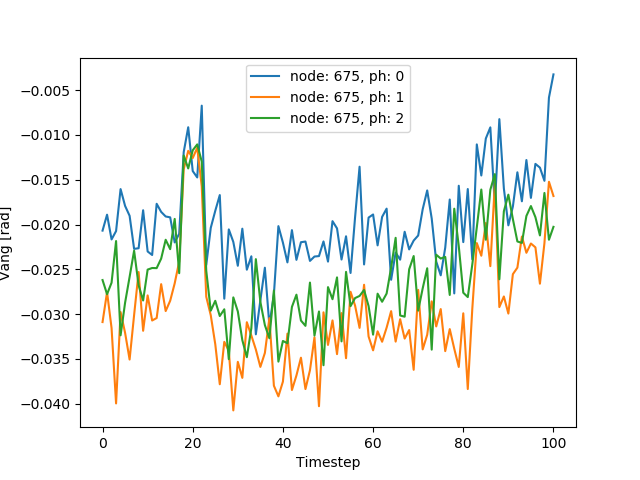 node: 675, ph: 0
node: 675, ph: 1
node: 675, ph: 2
−0.005
−0.010
−0.015
−0.020
−0.025
−0.030
−0.035
−0.040
Vang [rad]
0 20 40 60 80 100
Timestep